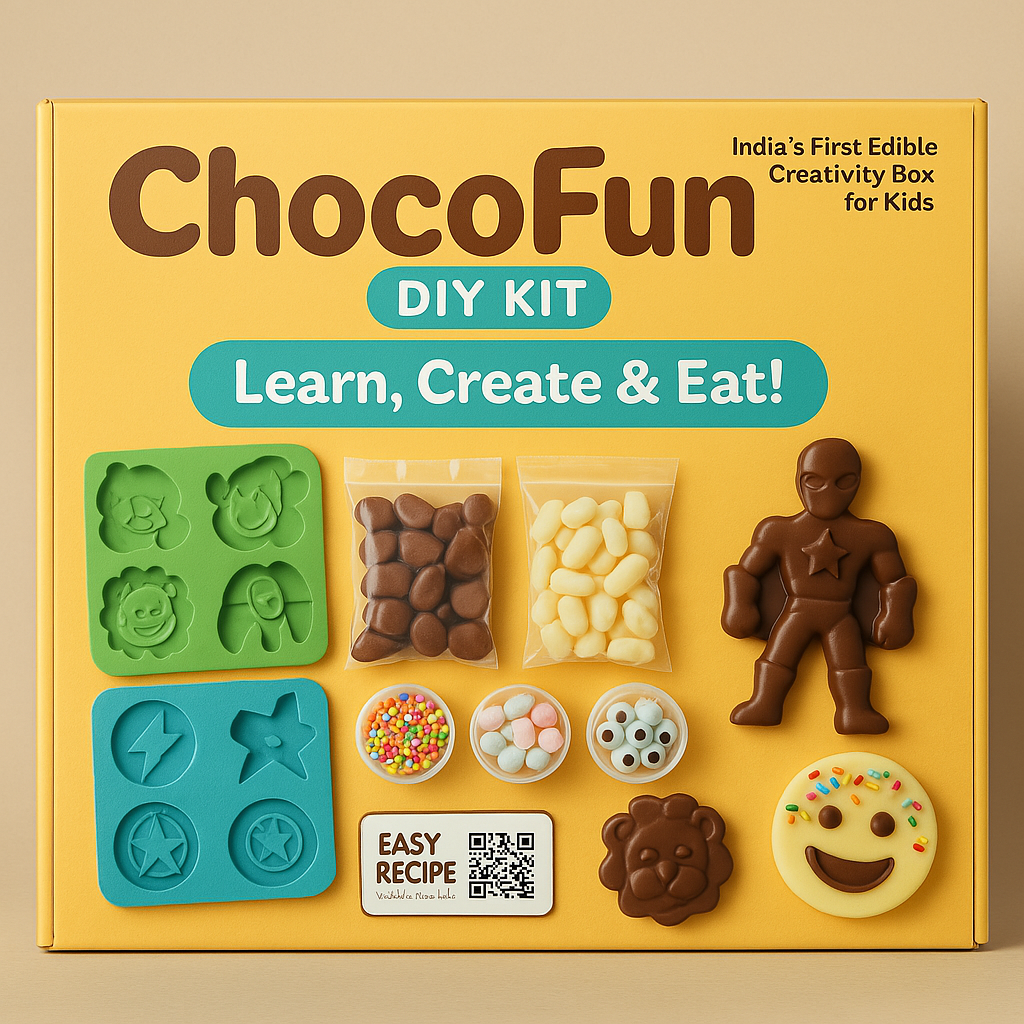 ChocoFun
India's First Edible
Creativity Box
for Kids
DIY KIT
Learn, Create & Eat!
EASY
RECIPE